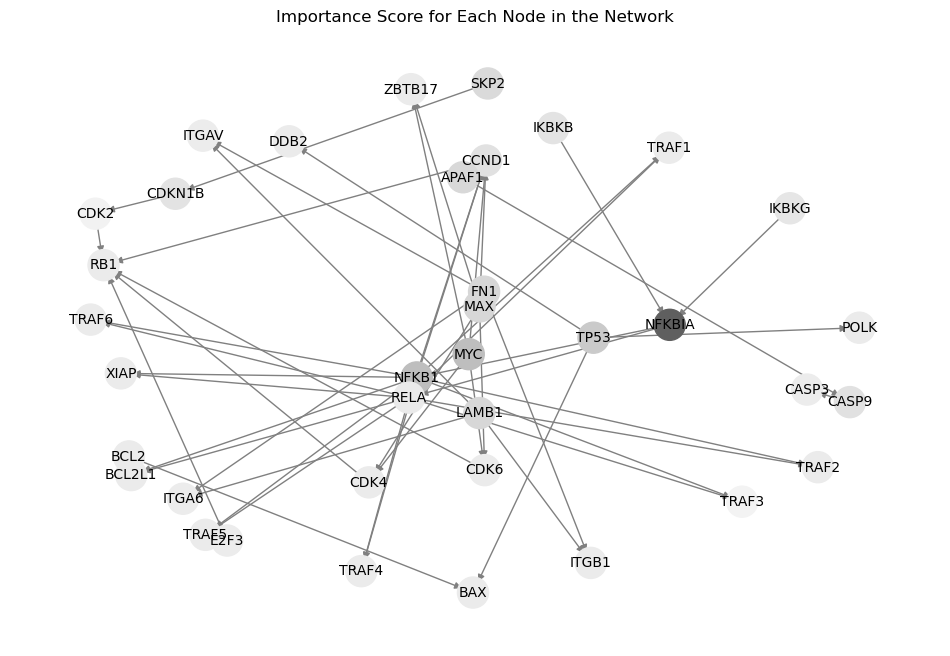 Importance Score for Each Node in the Network
SKP2
ZBTB17
IKBKB
ITGAV
DDB2
TRAF1
CCND1
APAF1
CDKN1B
IKBKG
CDK2
RB1
FN1
MAX
TRAF6
NFKBIA
POLK
TP53
MYC
XIAP
NFKB1
CASP3
RELA
CASP9
LAMB1
BCL2
TRAF2
CDK6
BCL2L1
CDK4
ITGA6
TRAF3
TRAF5
E2F3
ITGB1
TRAF4
BAX